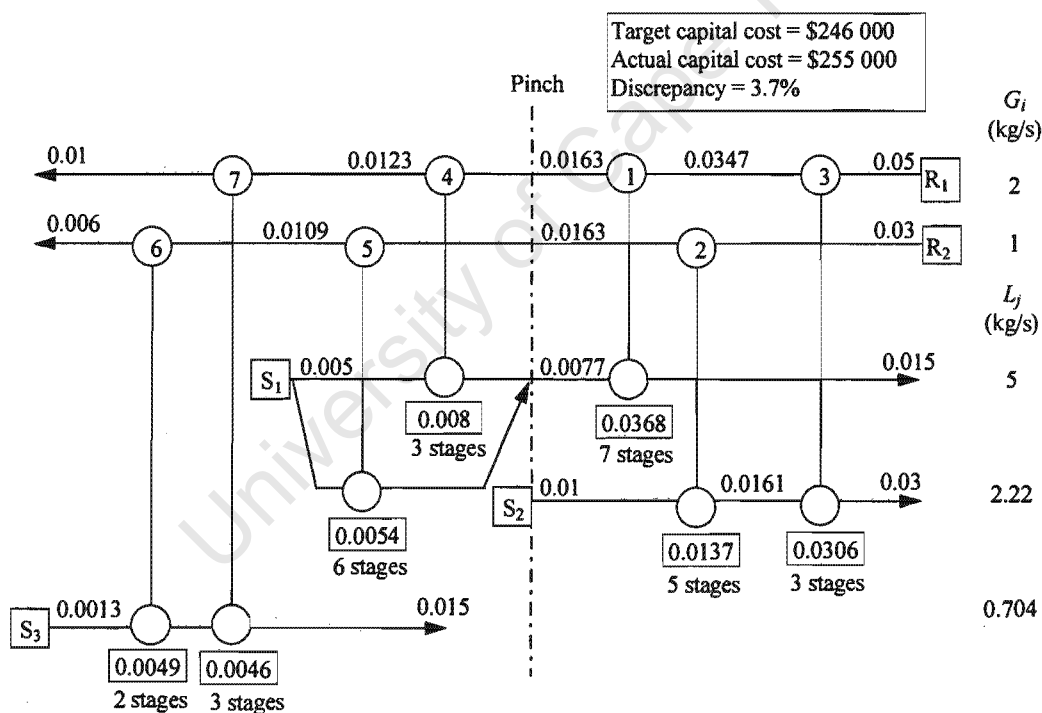 Target capital cost = $246 000
Actual capital cost = $255 000
Discrepancy = 3.7%
Pinch
G_i
(kg/s)
0.01 7 0.0123 4 0.0163 1 0.0347 3 0.05 R_1 2
0.006 6 0.0109 5 0.0163 2 0.03 R_2 1
L_j
(kg/s)
S_1 0.005 0.0077 0.015 5
0.008
3 stages
0.0368
7 stages
S_2 0.01 0.0161 0.03 2.22
0.0054
6 stages
0.0137
5 stages
0.0306
3 stages
S_3 0.0013 0.015 0.704
0.0049
2 stages
0.0046
3 stages
University of Cape